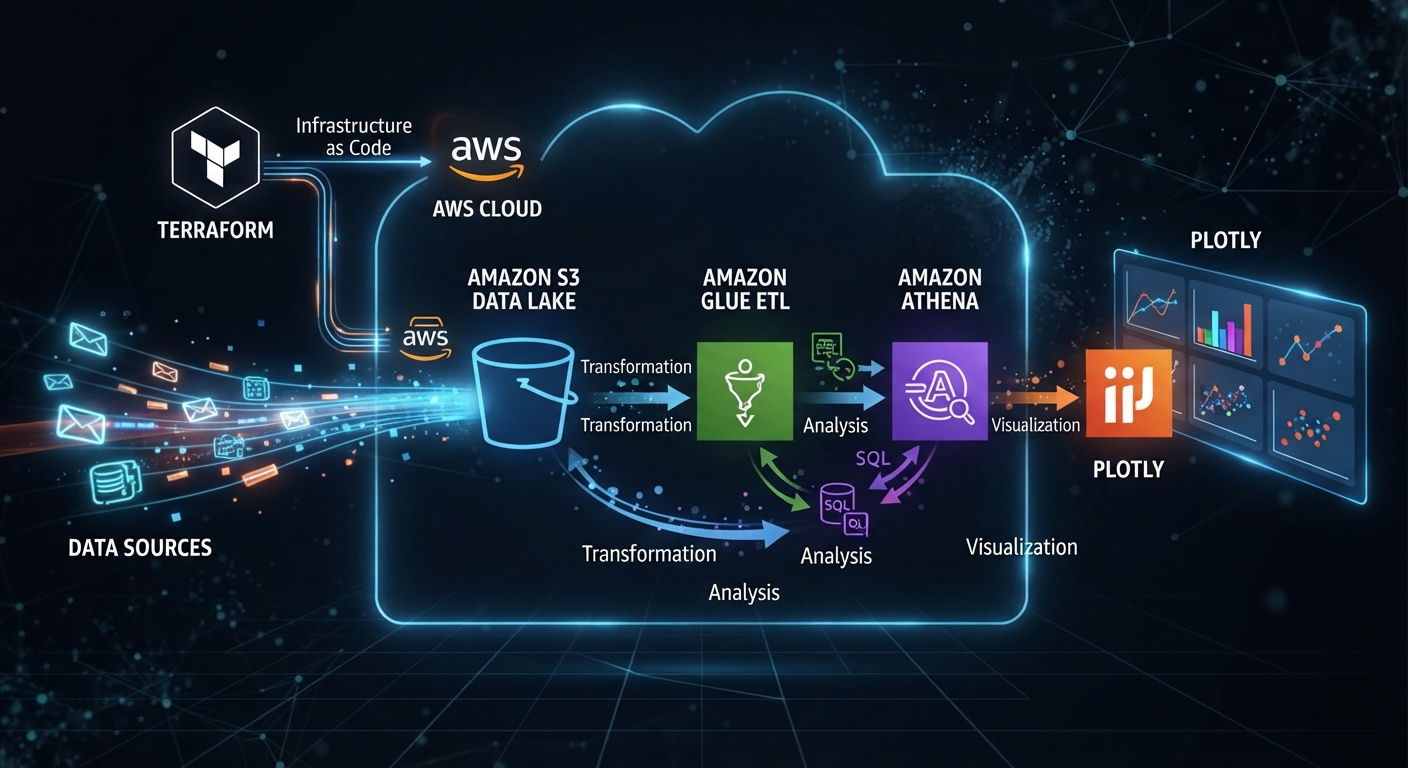 Infrastructure
as Code
aws
AWS CLOUD
TERRAFORM
PLOTLY
AMAZON S3
DATA LAKE
AMAZON
GLUE ETL
AMAZON
ATHENA
aws
Transformation
Transformation
Analysis
A
Visualization
SQL
PLOTLY
SQL
DATA SOURCES
Transformation
Analysis
Visualization
Analysis